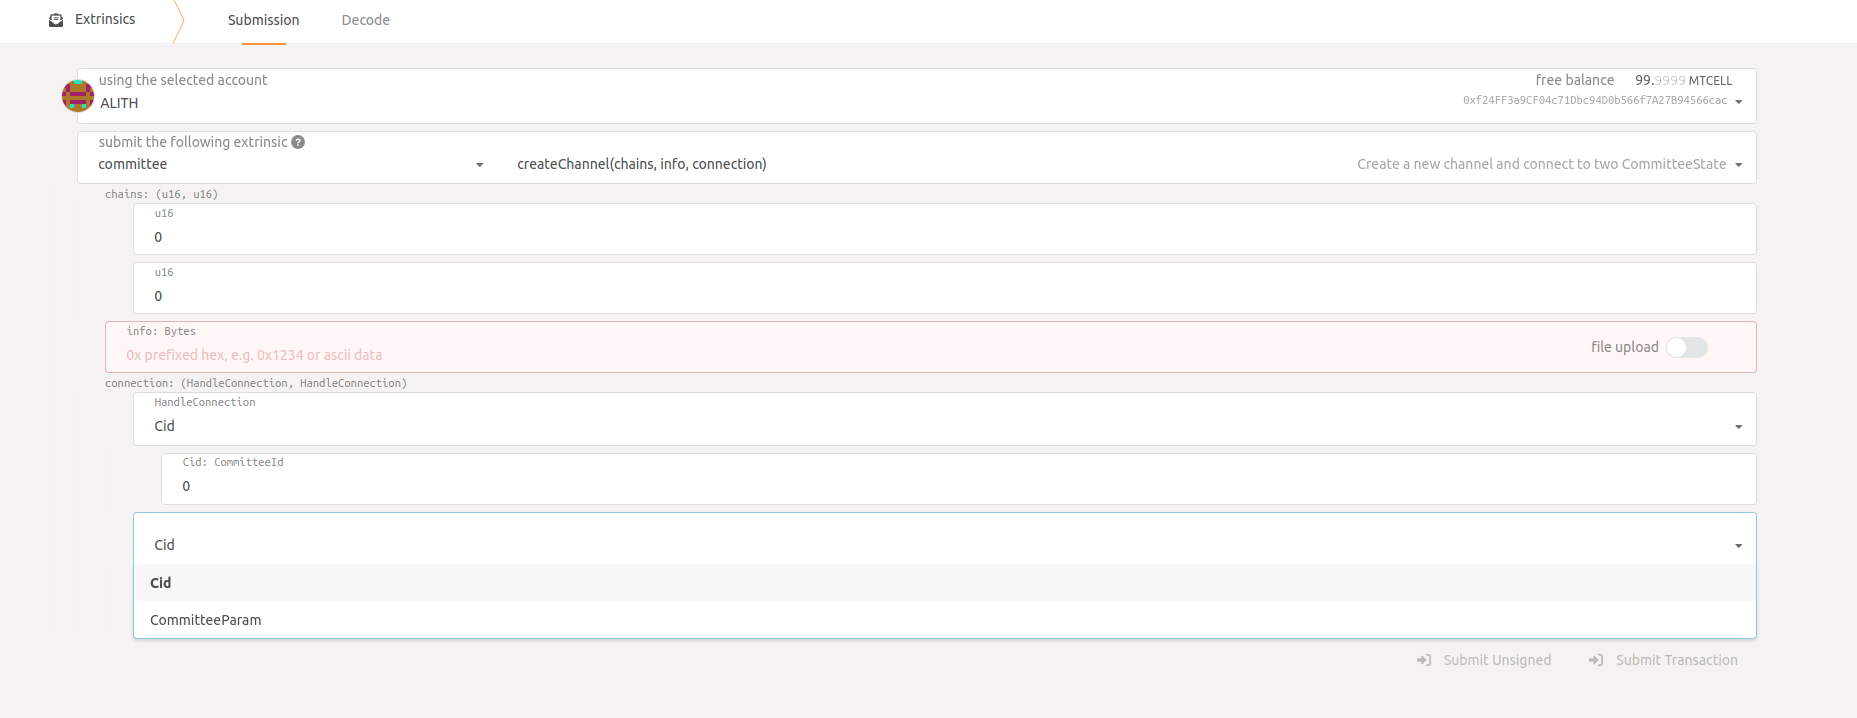 Extrinsics Submission Decode
using the selected account free balance 99.9999 MTCELL
ALITH 0xf24FF3a9CF04c71Dbc94D0b566f7A27B94566cac
submit the following extrinsic ?
committee createChannel(chains, info, connection) Create a new channel and connect to two CommitteeState
chains: (u16, u16)
u16
0
u16
0
info: Bytes
0x prefixed hex, e.g. 0x1234 or ascii data file upload
connection: (HandleConnection, HandleConnection)
HandleConnection
Cid
Cid: CommitteeId
0
Cid
Cid
CommitteeParam
Submit Unsigned Submit Transaction